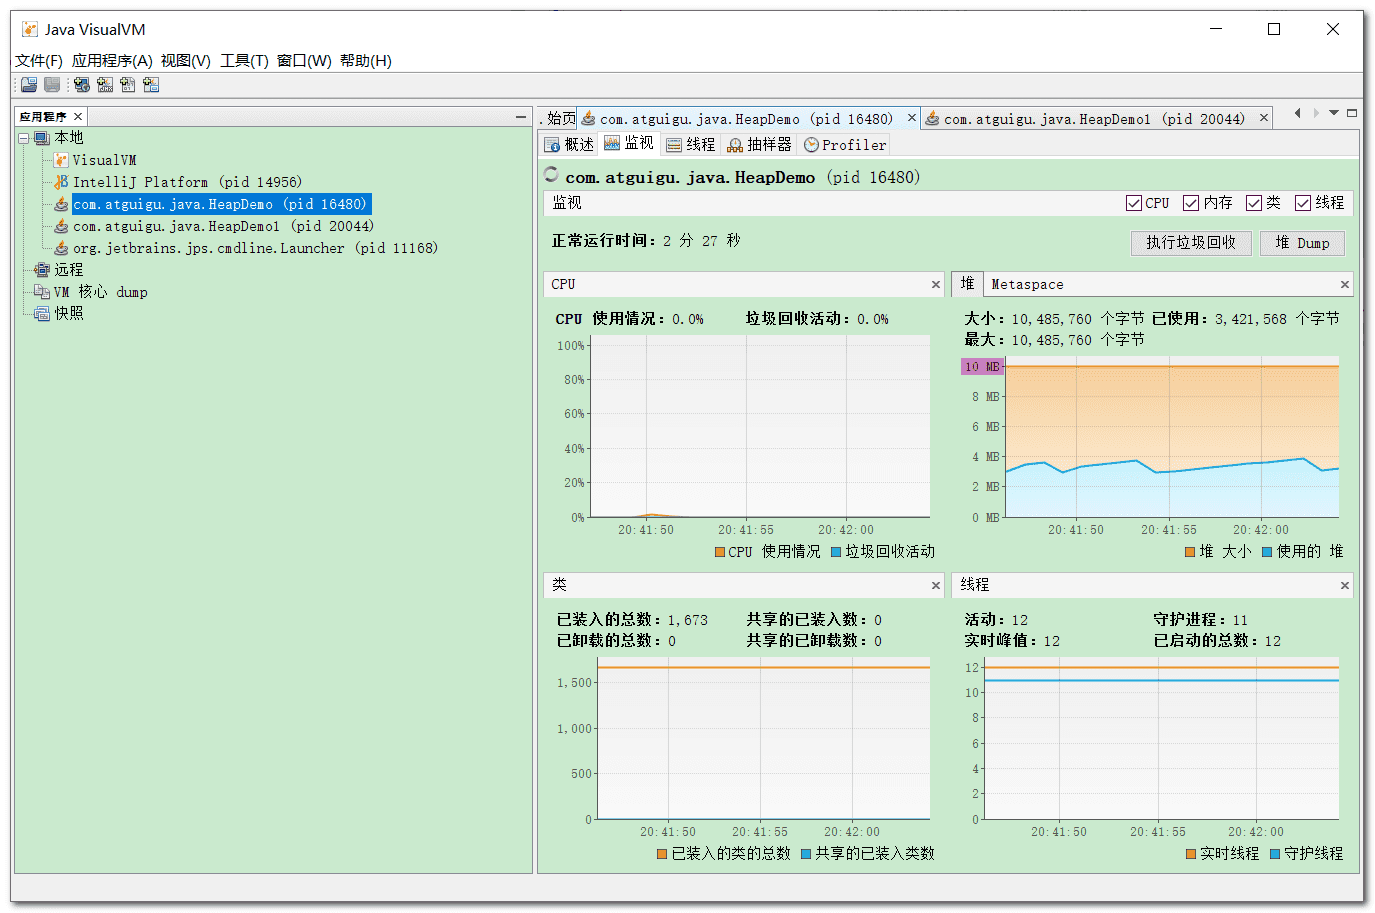 Java VisualVM
文件(F) 应用程序(A) 视图(V) 工具(T) 窗口(W) 帮助(H)
应用程序
本地
VisualVM
IntelliJ Platform (pid 14956)
com.atguigu.java.HeapDemo (pid 16480)
com.atguigu.java.HeapDemo1 (pid 20044)
org.jetbrains.jps.cmdline.Launcher (pid 11168)
远程
VM 核心 dump
快照
始页 com.atguigu.java.HeapDemo (pid 16480) com.atguigu.java.HeapDemo1 (pid 20044)
概述 监视 线程 抽样器 Profiler
com.atguigu.java.HeapDemo (pid 16480)
监视 CPU 内存 类 线程
正常运行时间：2 分 27 秒 执行垃圾回收 堆 Dump
CPU
CPU 使用情况：0.0% 垃圾回收活动：0.0%
100%
80%
60%
40%
20%
0%
20:41:50 20:41:55 20:42:00
CPU 使用情况 垃圾回收活动
堆 Metaspace
大小：10,485,760 个字节 已使用：3,421,568 个字节
最大：10,485,760 个字节
10 MB
8 MB
6 MB
4 MB
2 MB
0 MB
20:41:50 20:41:55 20:42:00
堆 大小 使用的 堆
类
已装入的总数：1,673 共享的已装入数：0
已卸载的总数：0 共享的已卸载数：0
1,500
1,000
500
0
20:41:50 20:41:55 20:42:00
已装入的类的总数 共享的已装入类数
线程
活动：12 守护进程：11
实时峰值：12 已启动的总数：12
12
10
8
6
4
2
0
20:41:50 20:41:55 20:42:00
实时线程 守护线程